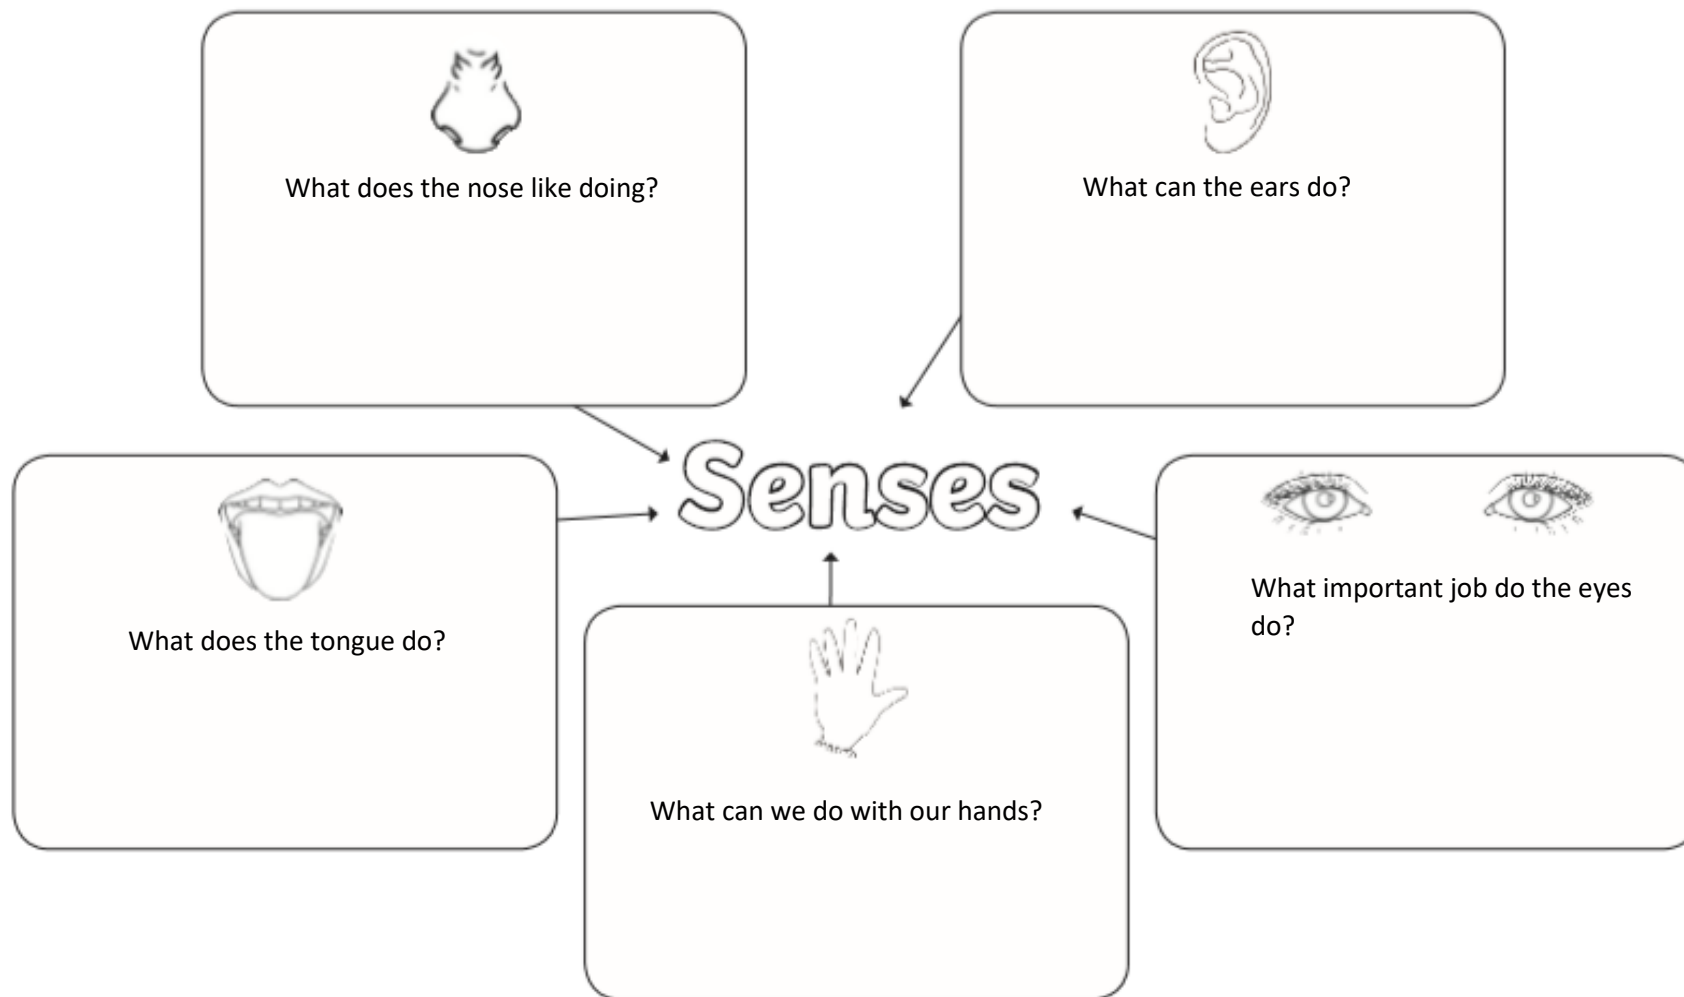 What does the nose like doing?
What can the ears do?
Senses
What does the tongue do?
What important job do the eyes
do?
What can we do with our hands?